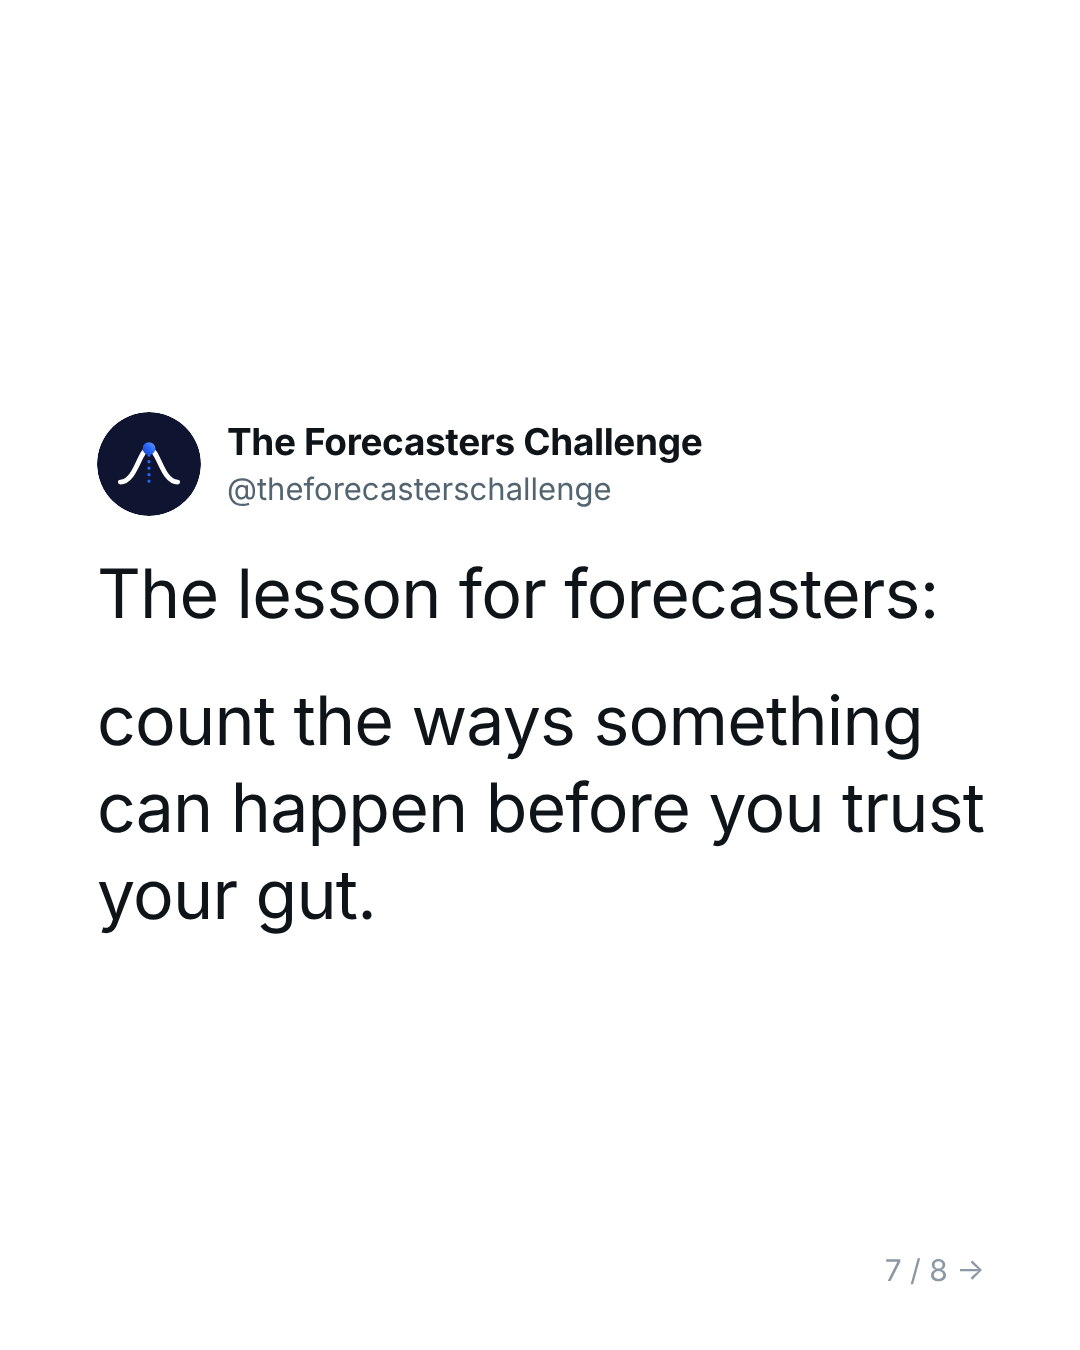 The Forecasters Challenge
@theforecasterschallenge
The lesson for forecasters:
count the ways something
can happen before you trust
your gut.
7 / 8 →